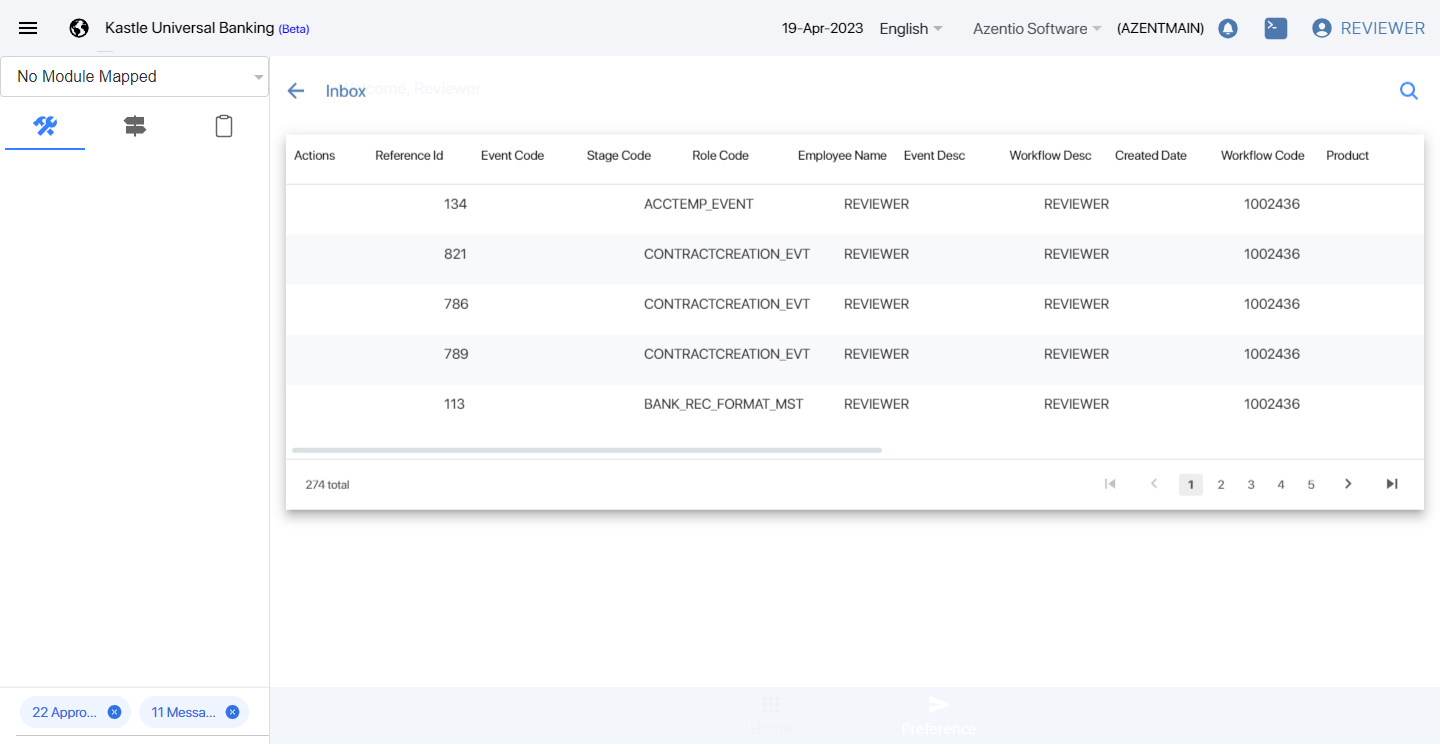 Kastle Universal Banking (Beta) 19-Apr-2023 English Azentio Software (AZENTMAIN) REVIEWER
No Module Mapped
Inbox
come, Reviewer
Actions Reference Id Event Code Stage Code Role Code Employee Name Event Desc Workflow Desc Created Date Workflow Code Product
134 ACCTEMP_EVENT REVIEWER REVIEWER 1002436
821 CONTRACTCREATION_EVT REVIEWER REVIEWER 1002436
786 CONTRACTCREATION_EVT REVIEWER REVIEWER 1002436
789 CONTRACTCREATION_EVT REVIEWER REVIEWER 1002436
113 BANK_REC_FORMAT_MST REVIEWER REVIEWER 1002436
274 total 1 2 3 4 5
22 Appro... 11 Messa...
Home Preference